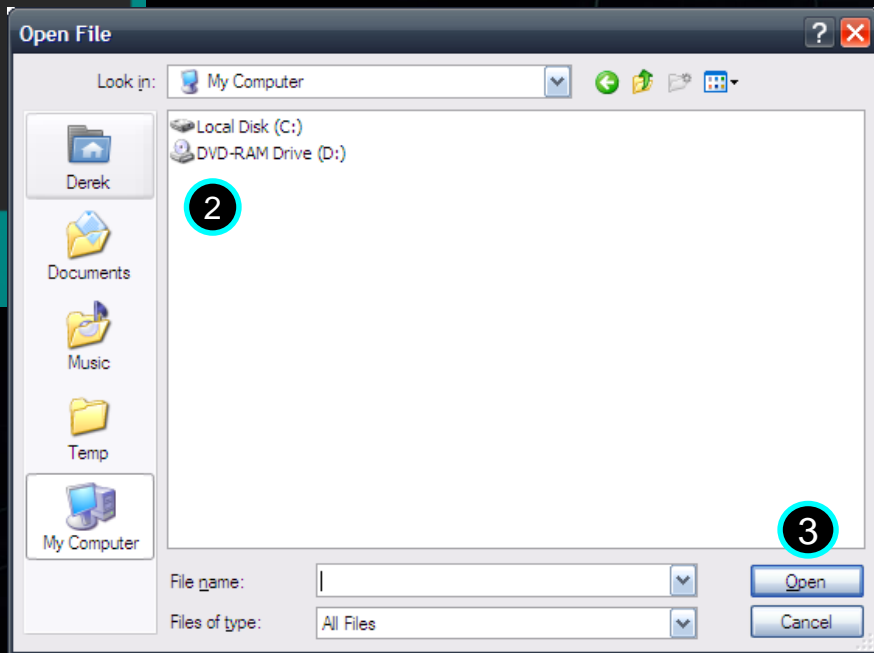 Open File
?
Look in: My Computer
Local Disk (C:)
DVD-RAM Drive (D:)
2
Derek
Documents
Music
Temp
My Computer
3
File name: Open
Files of type: All Files Cancel